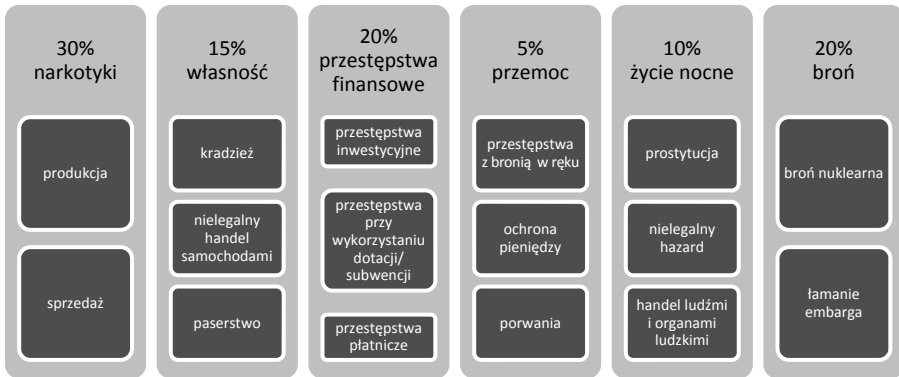 30%
narkotyki
produkcja
sprzedaż
15%
własność
kradzież
nielegalny
handel
samochodami
paserstwo
20%
przestępstwa
finansowe
przestępstwa
inwestycyjne
przestępstwa
przy
wykorzystaniu
dotacji/
subwencji
przestępstwa
płatnicze
5%
przemoc
przestępstwa
z bronią w ręku
ochrona
pieniędzy
porwania
10%
życie nocne
prostytucja
nielegalny
hazard
handel ludźmi
i organami
ludzkimi
20%
broń
broń nuklearna
łamanie
embarga